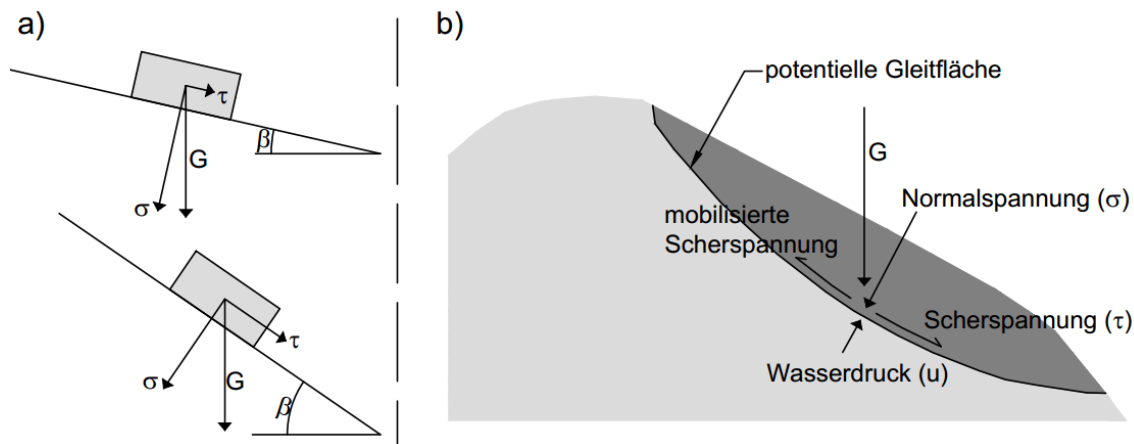 a)
τ
β
G
σ
τ
σ
G
β
b)
potentielle Gleitfläche
G
Normalspannung (σ)
mobilisierte
Scherspannung
Scherspannung (τ)
Wasserdruck (u)